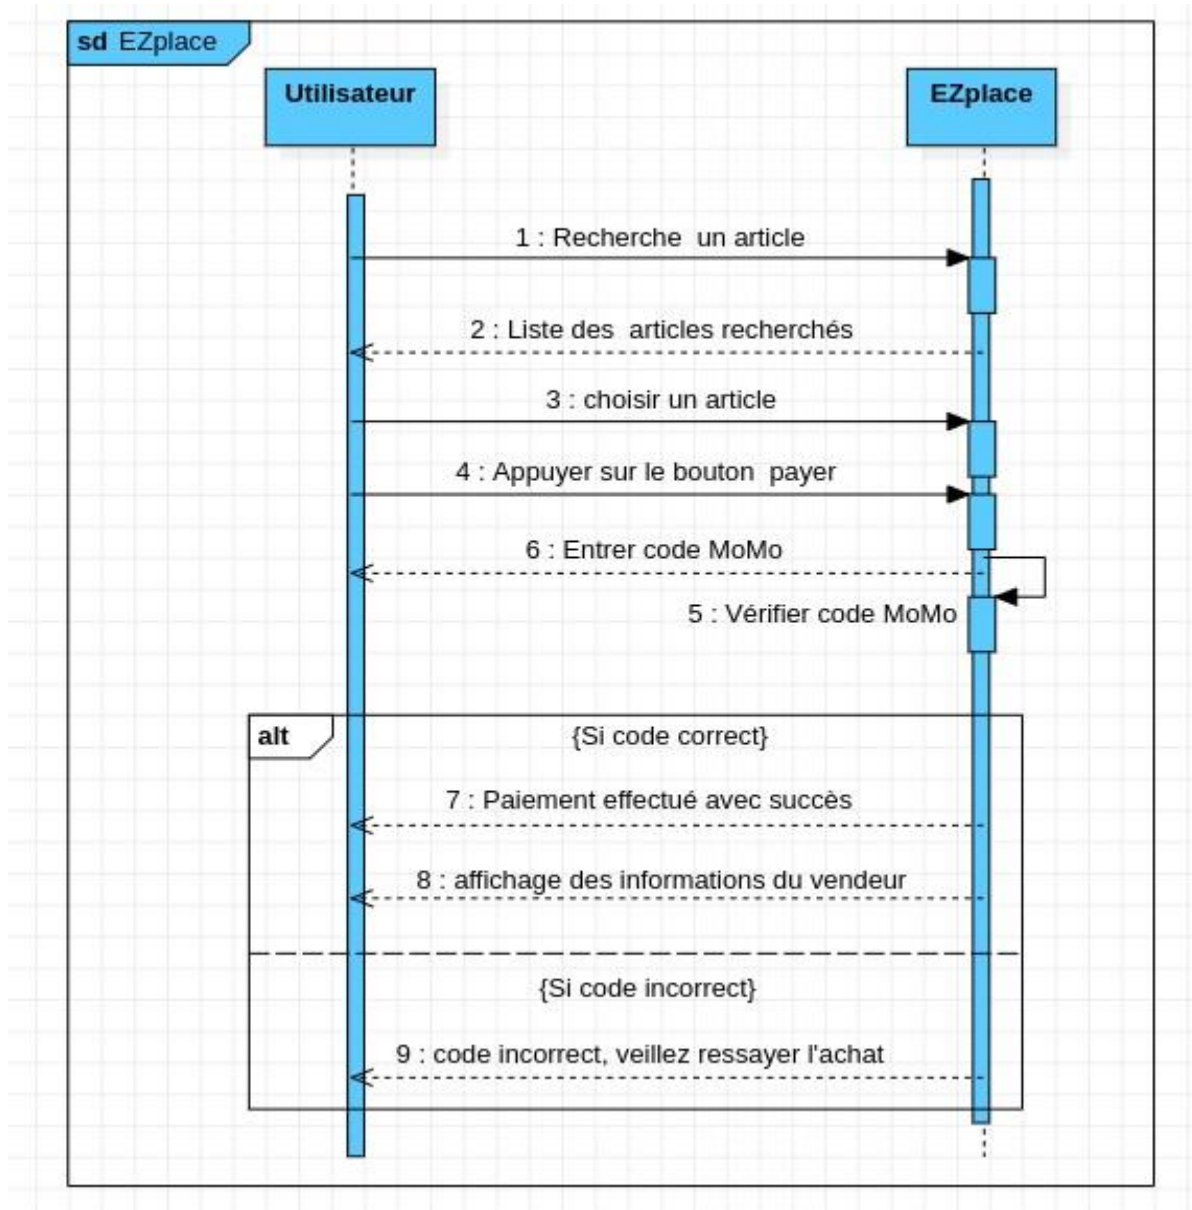 sd EZplace
Utilisateur
EZplace
1 : Recherche  un article
2 : Liste des  articles recherchés
3 : choisir un article
4 : Appuyer sur le bouton  payer
6 : Entrer code MoMo
5 : Vérifier code MoMo
alt
{Si code correct}
7 : Paiement effectué avec succès
8 : affichage des informations du vendeur
{Si code incorrect}
9 : code incorrect, veillez ressayer l'achat